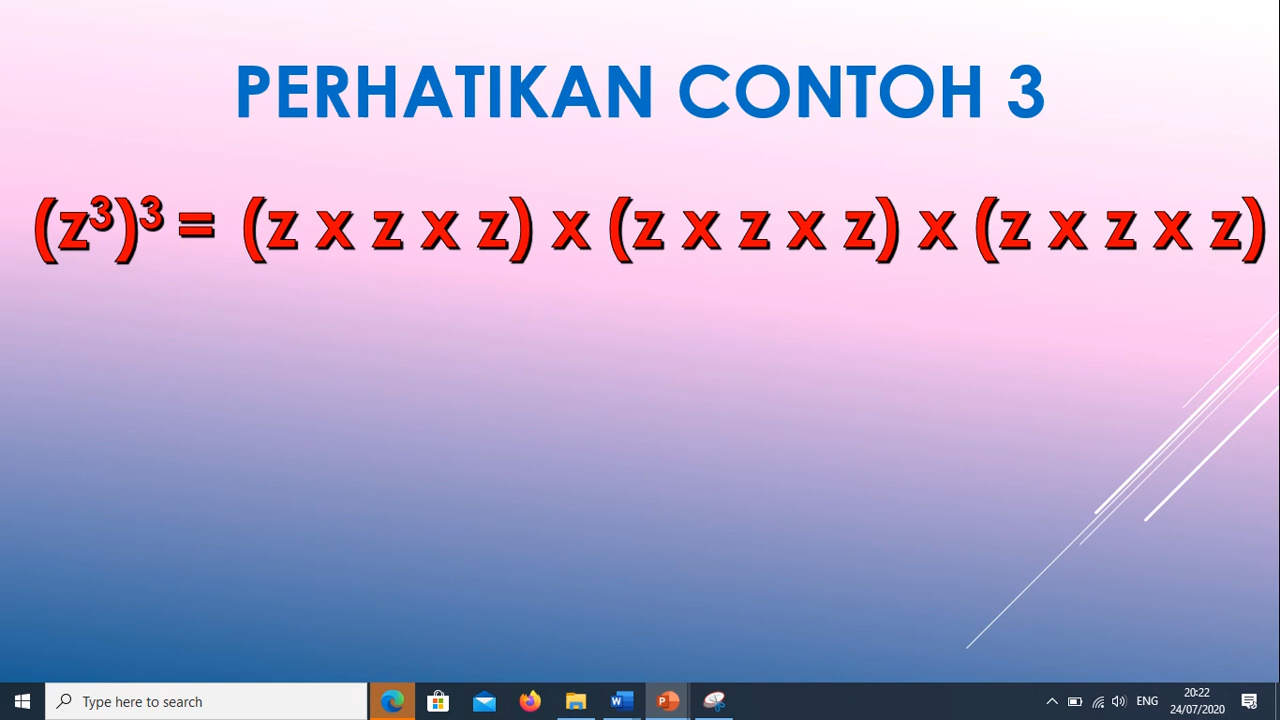 PERHATIKAN CONTOH 3
(z³)³ = (z x z x z) x (z x z x z) x (z x z x z)
Type here to search
ENG
20:22
24/07/2020